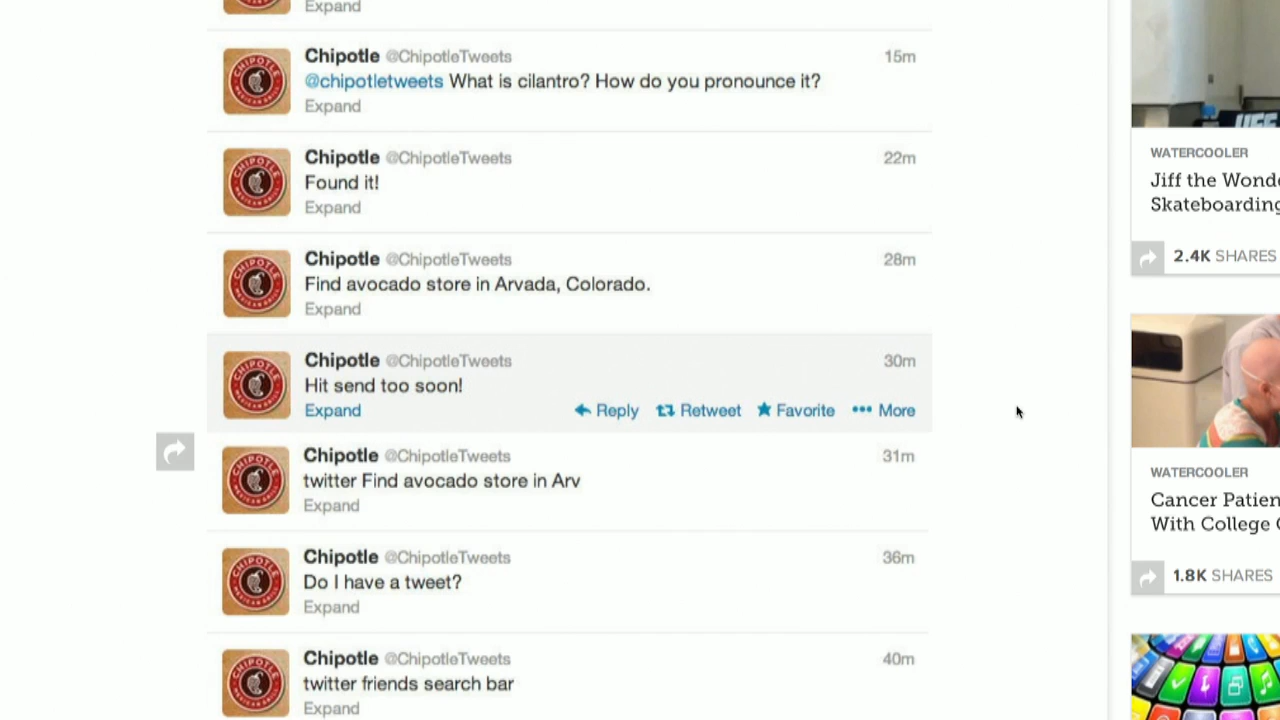 Expand
Chipotle @ChipotleTweets 15m
@chipotletweets What is cilantro? How do you pronounce it?
Expand
Chipotle @ChipotleTweets 22m
Found it!
Expand
Chipotle @ChipotleTweets 28m
Find avocado store in Arvada, Colorado.
Expand
Chipotle @ChipotleTweets 30m
Hit send too soon!
Expand Reply Retweet Favorite More
Chipotle @ChipotleTweets 31m
twitter Find avocado store in Arv
Expand
Chipotle @ChipotleTweets 36m
Do I have a tweet?
Expand
Chipotle @ChipotleTweets 40m
twitter friends search bar
Expand
WATERCOOLER
Jiff the Wond
Skateboarding
2.4K SHARES
WATERCOOLER
Cancer Patien
With College
1.8K SHARES